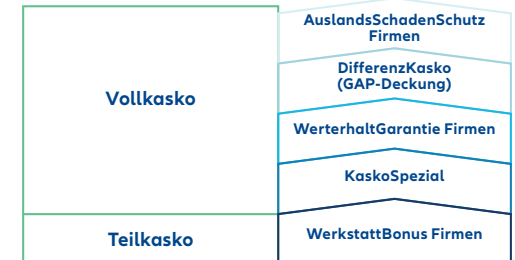 Vollkasko
Teilkasko
AuslandsSchadenSchutz
Firmen
DifferenzKasko
(GAP-Deckung)
WerterhaltGarantie Firmen
KaskoSpezial
WerkstattBonus Firmen